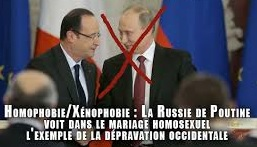 Homophobie/Xénophobie : La Russie de Poutine
voit dans le mariage homosexuel
l'exemple de la dépravation occidentale